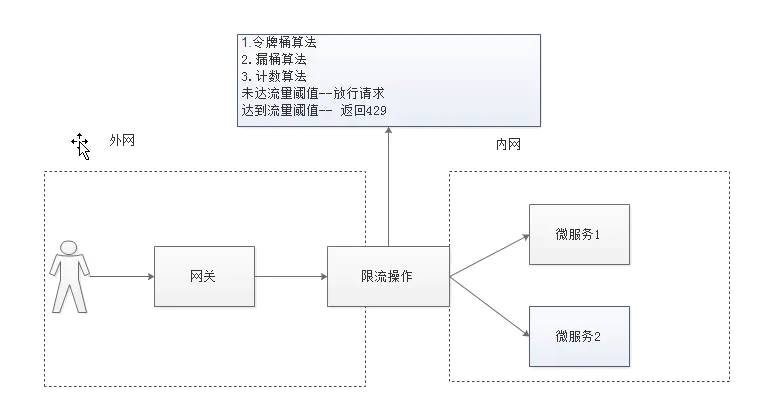 1.令牌桶算法
2.漏桶算法
3.计数算法
未达流量阈值--放行请求
达到流量阈值-- 返回429
外网
内网
网关
限流操作
微服务1
微服务2